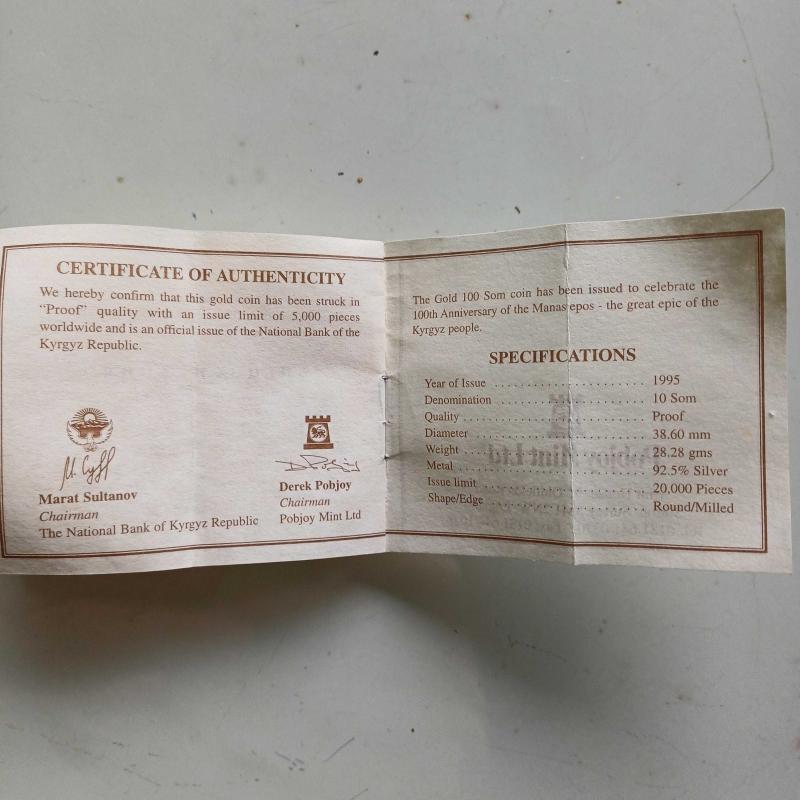 CERTIFICATE OF AUTHENTICITY
We hereby confirm that this gold coin has been struck in
"Proof" quality with an issue limit of 5,000 pieces
worldwide and is an official issue of the National Bank of the
Kyrgyz Republic.
Marat Sultanov
Chairman
The National Bank of Kyrgyz Republic
Derek Pobjoy
Chairman
Pobjoy Mint Ltd
The Gold 100 Som coin has been issued to celebrate the
100th Anniversary of the Manas epos - the great epic of the
Kyrgyz people.
SPECIFICATIONS
Year of Issue ...................... 1995
Denomination ...................... 10 Som
Quality ...................... Proof
Diameter ...................... 38.60 mm
Weight ...................... 28.28 gms
Metal ...................... 92.5% Silver
Issue limit ...................... 20,000 Pieces
Shape/Edge ...................... Round/Milled